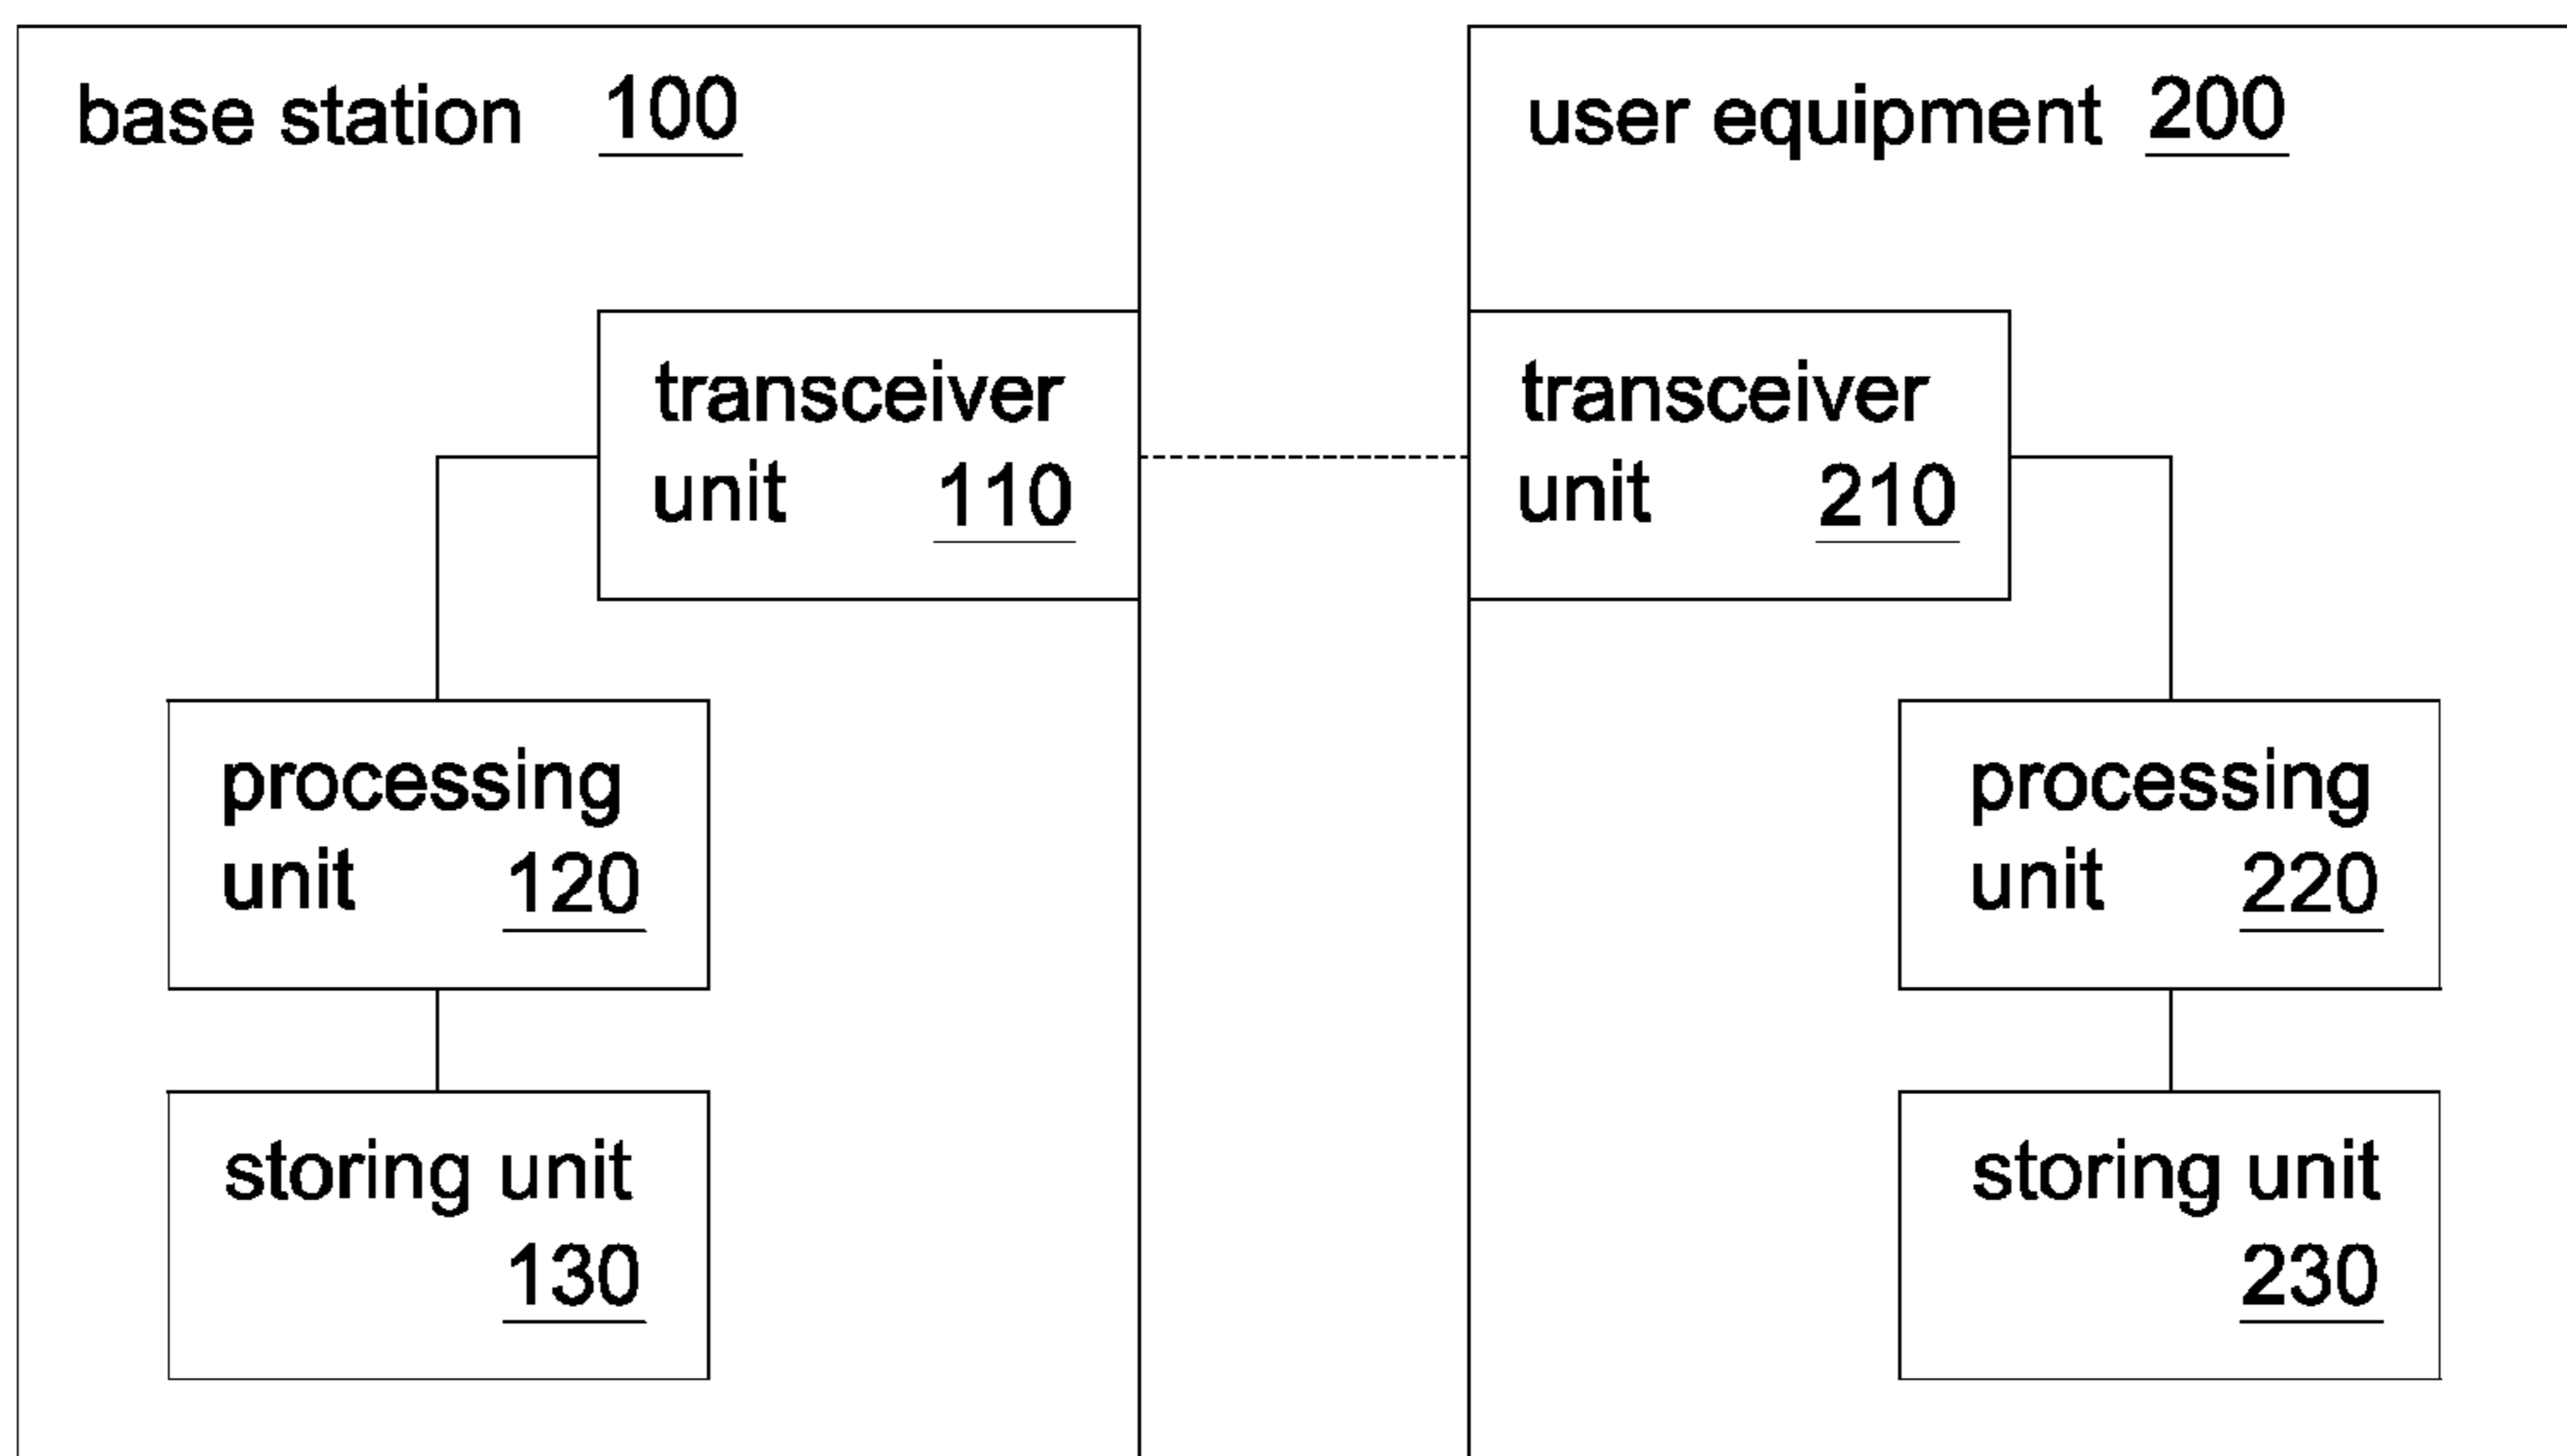 base station 100
transceiver
unit 110
processing
unit 120
storing unit
130
user equipment 200
transceiver
unit 210
processing
unit 220
storing unit
230